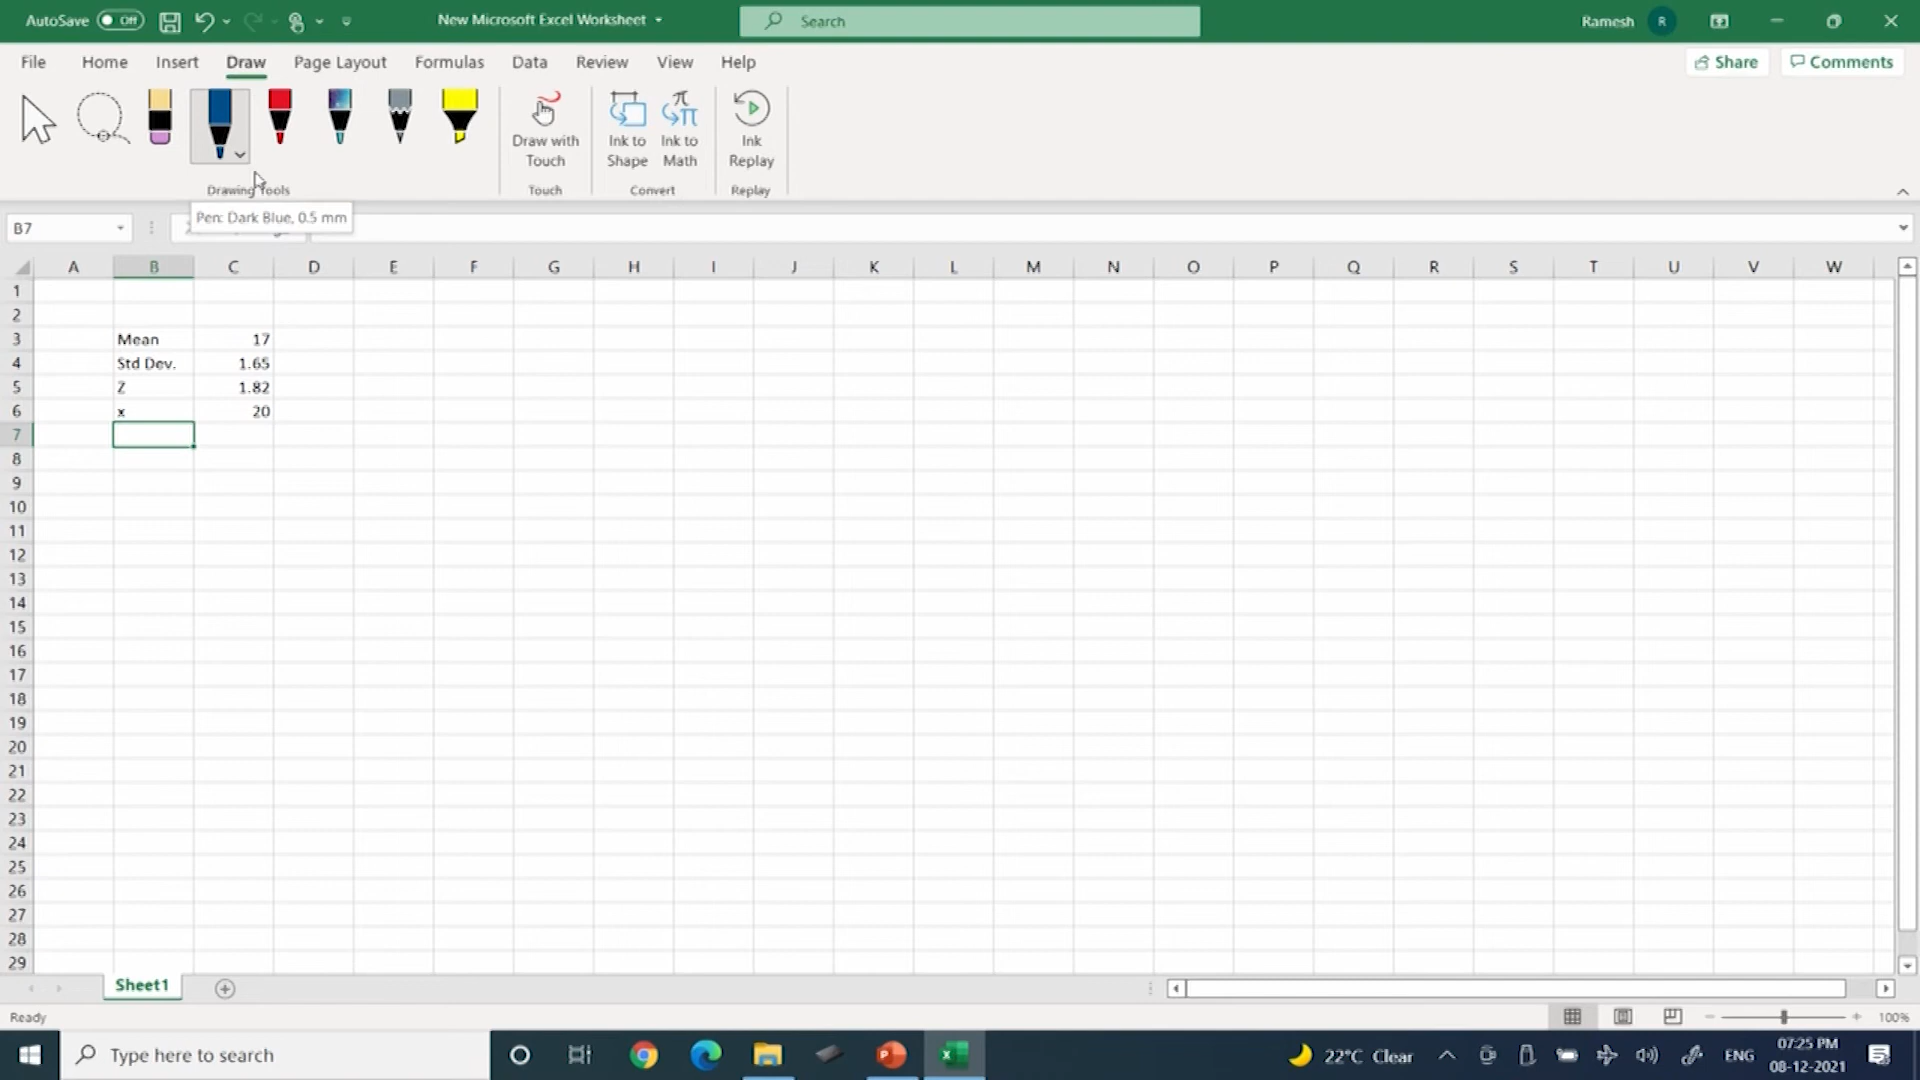 AutoSave Off New Microsoft Excel Worksheet Search Ramesh R
File Home Insert Draw Page Layout Formulas Data Review View Help Share Comments
Draw with Touch
Ink to Shape
Ink to Math
Ink Replay
Drawing Tools Touch Convert Replay
Pen: Dark Blue, 0.5 mm
B7
A B C D E F G H I J K L M N O P Q R S T U V W
1
2
3 Mean 17
4 Std Dev. 1.65
5 Z 1.82
6 x 20
7
8
9
10
11
12
13
14
15
16
17
18
19
20
21
22
23
24
25
26
27
28
29
Sheet1
Ready 100%
Type here to search 22°C Clear ENG 07:25 PM
08-12-2021